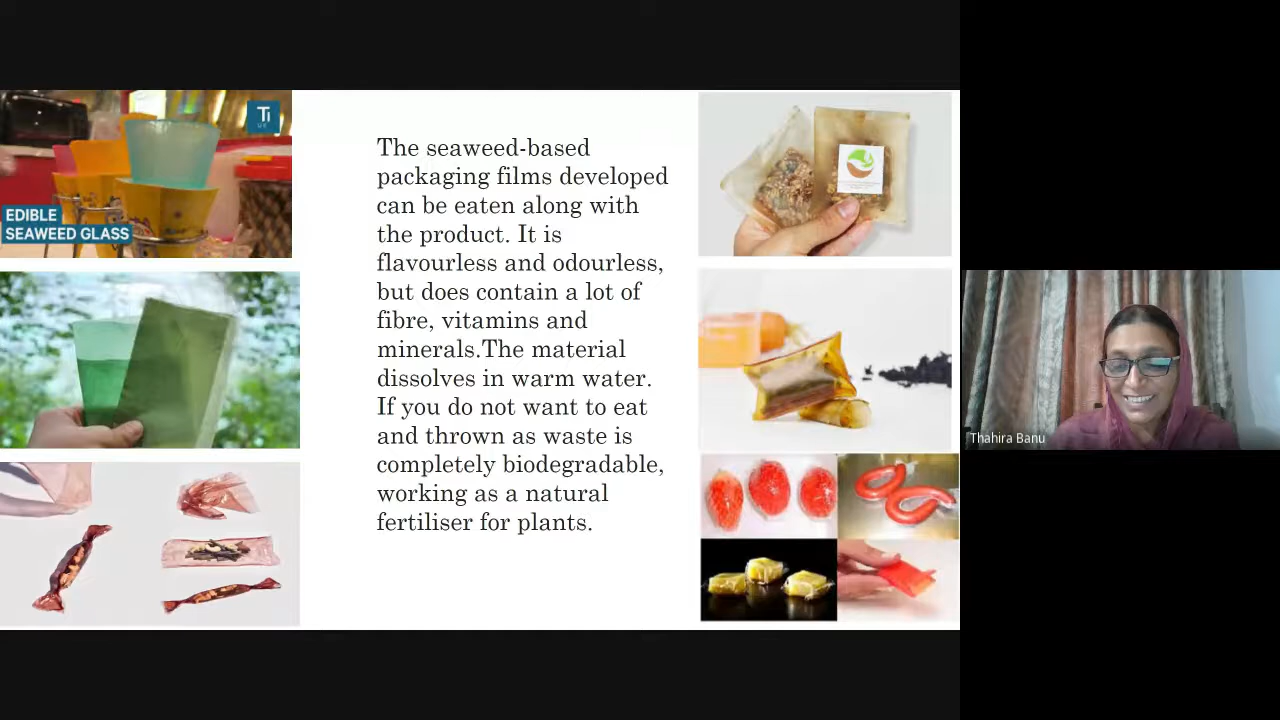 Ti
EDIBLE
SEAWEED GLASS
The seaweed-based
packaging films developed
can be eaten along with
the product. It is
flavourless and odourless,
but does contain a lot of
fibre, vitamins and
minerals.The material
dissolves in warm water.
If you do not want to eat
and thrown as waste is
completely biodegradable,
working as a natural
fertiliser for plants.
Thahira Banu